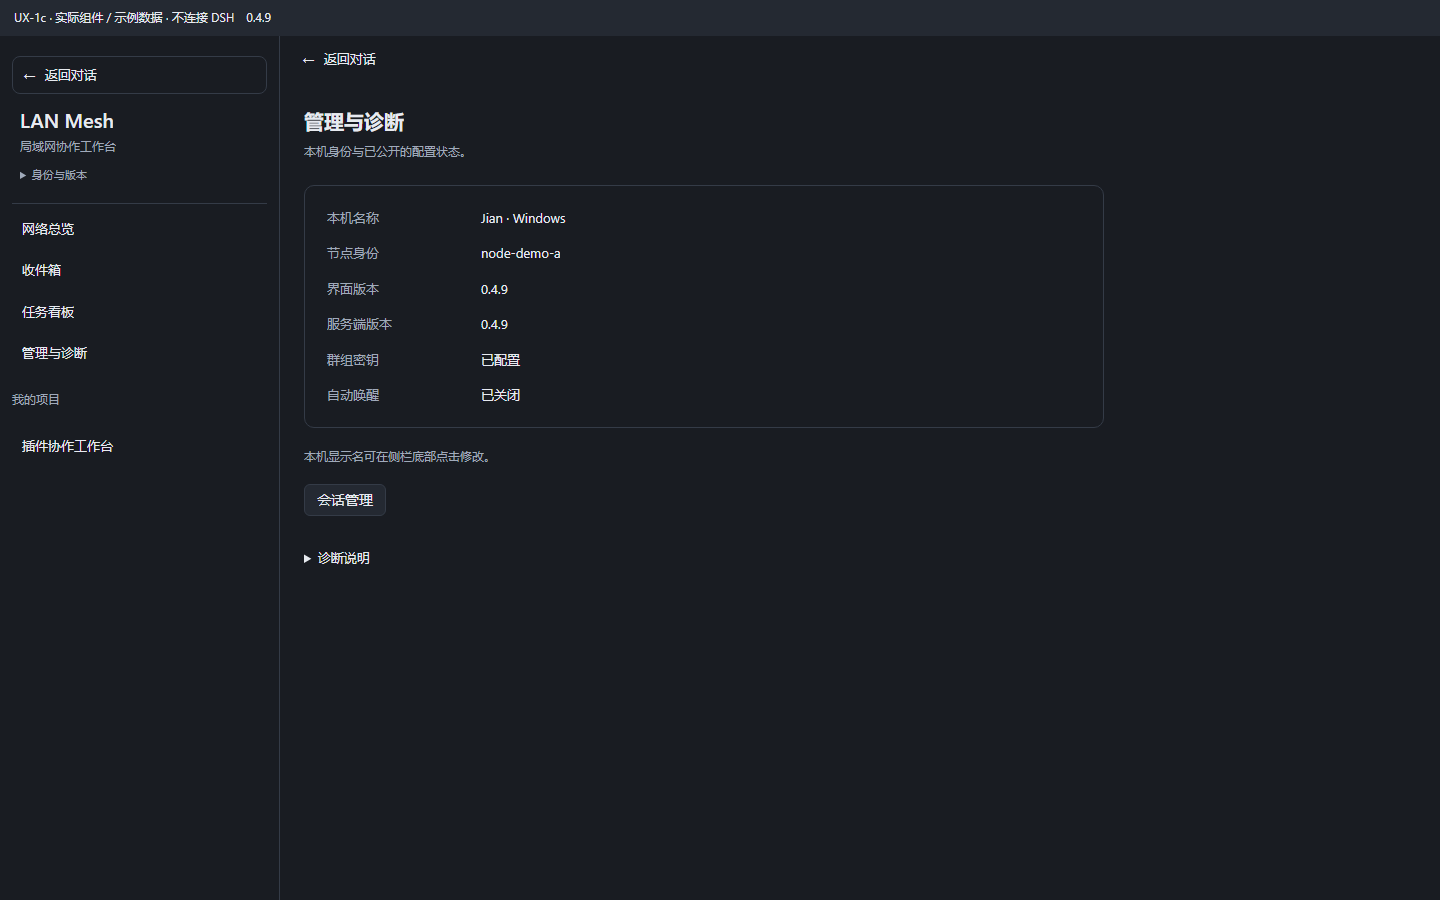 UX-1c · 实际组件 / 示例数据 · 不连接 DSH 0.4.9
← 返回对话
LAN Mesh
局域网协作工作台
▶ 身份与版本
网络总览
收件箱
任务看板
管理与诊断
我的项目
插件协作工作台
← 返回对话
管理与诊断
本机身份与已公开的配置状态。
本机名称 Jian · Windows
节点身份 node-demo-a
界面版本 0.4.9
服务端版本 0.4.9
群组密钥 已配置
自动唤醒 已关闭
本机显示名可在侧栏底部点击修改。
会话管理
▶ 诊断说明